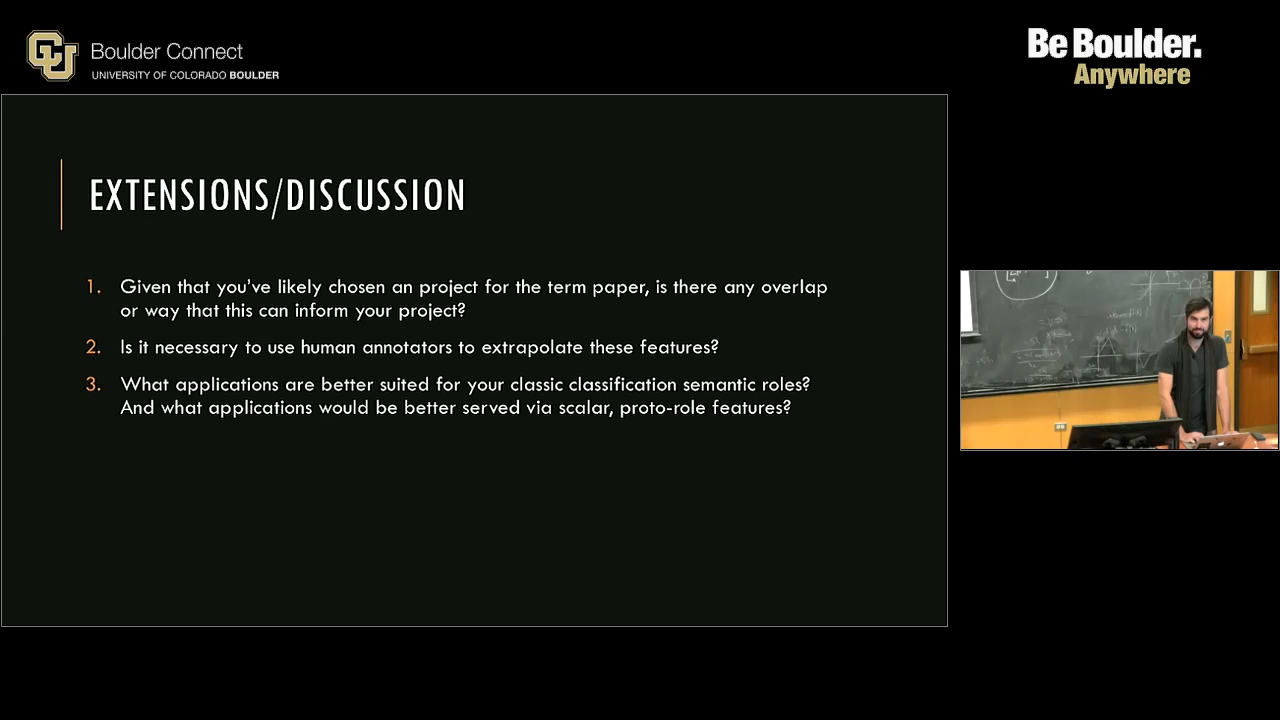 Boulder Connect
UNIVERSITY OF COLORADO BOULDER
Be Boulder.
Anywhere
EXTENSIONS/DISCUSSION
1. Given that you've likely chosen an project for the term paper, is there any overlap
or way that this can inform your project?
2. Is it necessary to use human annotators to extrapolate these features?
3. What applications are better suited for your classic classification semantic roles?
And what applications would be better served via scalar, proto-role features?